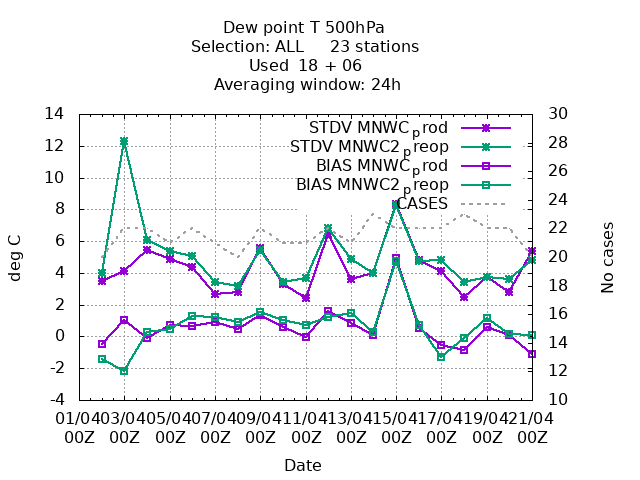 Dew point T 500hPa
Selection: ALL 23 stations
Used 18 + 06
Averaging window: 24h
STDV MNWC_prod
STDV MNWC2_preop
BIAS MNWC_prod
BIAS MNWC2_preop
CASES
14
12
10
8
6
4
2
0
-2
-4
deg C
30
28
26
24
22
20
18
16
14
12
10
No cases
01/04 03/04 05/04 07/04 09/04 11/04 13/04 15/04 17/04 19/04 21/04
00Z 00Z 00Z 00Z 00Z 00Z 00Z 00Z 00Z 00Z 00Z
Date